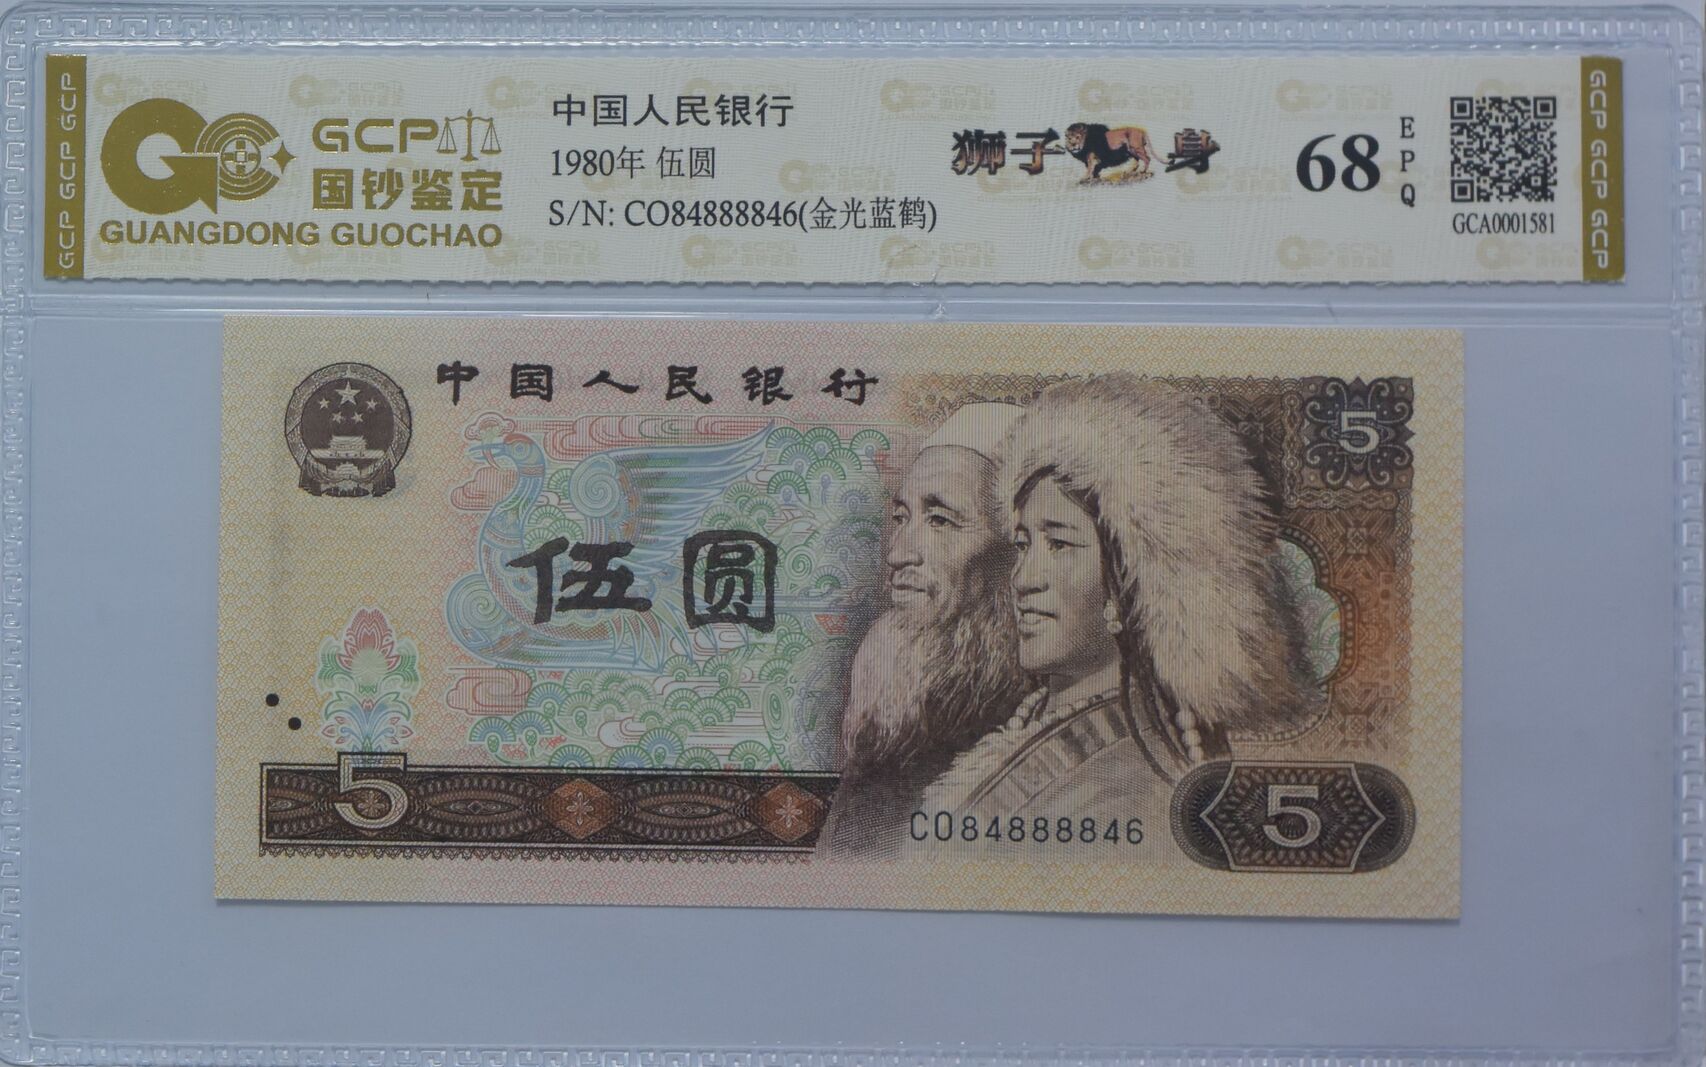 GCP GCP GCP
GCP
国钞鉴定
GUANGDONG GUOCHAO
中国人民银行
1980年 伍圆
S/N: CO84888846(金光蓝鹤)
狮子身
68
EPQ
GCA0001581
GCP GCP GCP
中国人民银行
5
伍圆
5
CO84888846
5